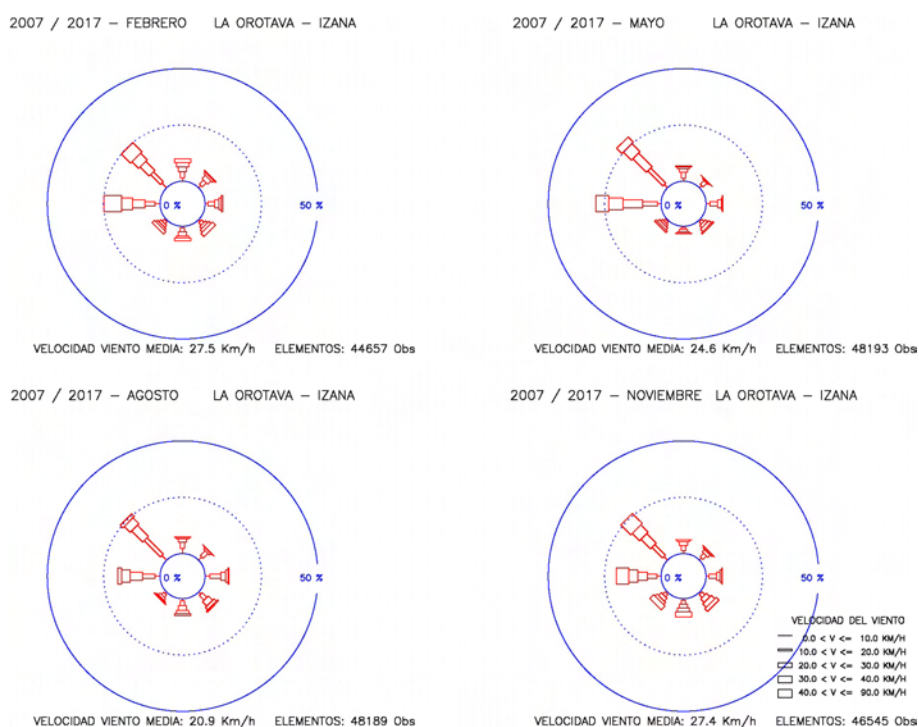 2007 / 2017 – FEBRERO LA OROTAVA – IZANA
0 %
50 %
VELOCIDAD VIENTO MEDIA: 27.5 Km/h ELEMENTOS: 44657 Obs
2007 / 2017 – MAYO LA OROTAVA – IZANA
0 %
50 %
VELOCIDAD VIENTO MEDIA: 24.6 Km/h ELEMENTOS: 48193 Obs
2007 / 2017 – AGOSTO LA OROTAVA – IZANA
0 %
50 %
VELOCIDAD VIENTO MEDIA: 20.9 Km/h ELEMENTOS: 48189 Obs
2007 / 2017 – NOVIEMBRE LA OROTAVA – IZANA
0 %
50 %
VELOCIDAD DEL VIENTO
0.0 < V <= 10.0 KM/H
10.0 < V <= 20.0 KM/H
20.0 < V <= 30.0 KM/H
30.0 < V <= 40.0 KM/H
40.0 < V <= 90.0 KM/H
VELOCIDAD VIENTO MEDIA: 27.4 Km/h ELEMENTOS: 46545 Obs